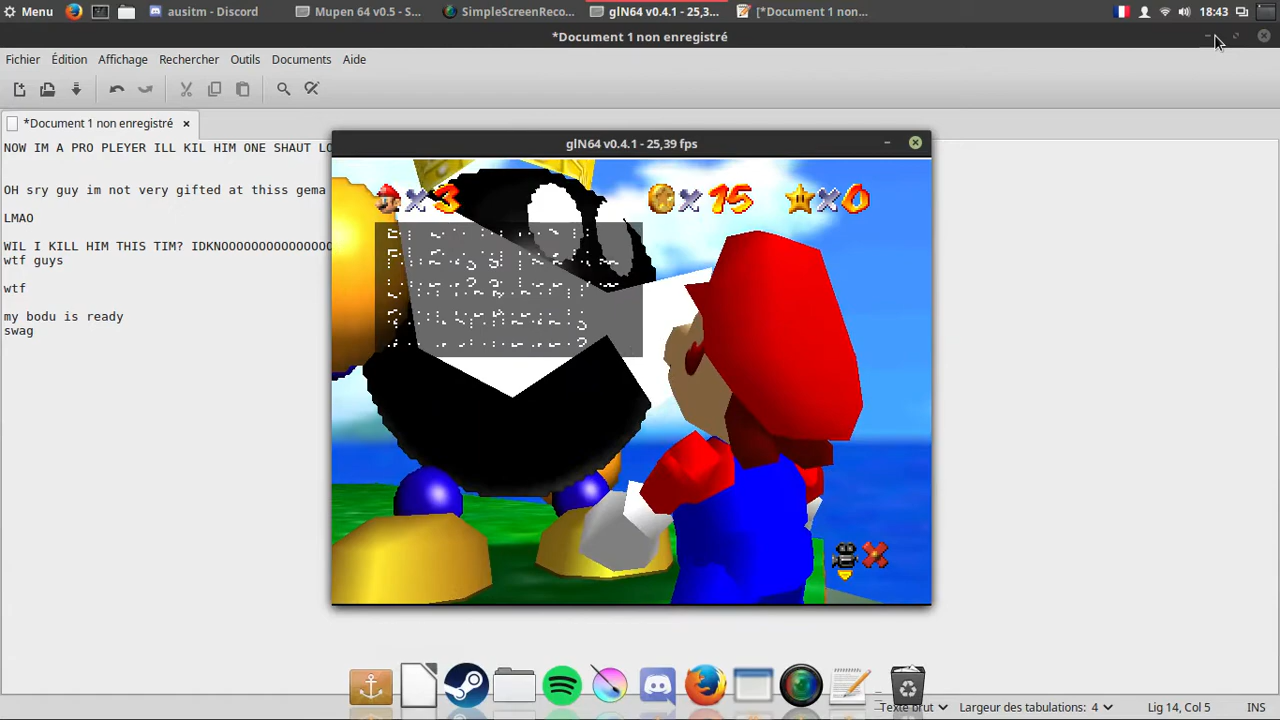 Menu
ausitm - Discord
Mupen 64 v0.5 - S...
SimpleScreenReco...
glN64 v0.4.1 - 25,3...
[*Document 1 non...
18:43
*Document 1 non enregistré
Fichier Édition Affichage Rechercher Outils Documents Aide
*Document 1 non enregistré ×
NOW IM A PRO PLEYER ILL KIL HIM ONE SHAUT LO
OH sry guy im not very gifted at thiss gema
LMAO
WIL I KILL HIM THIS TIM? IDKNOOOOOOOOOOOOOOO
wtf guys
wtf
my bodu is ready
swag
glN64 v0.4.1 - 25,39 fps
×3
×15
×0
Texte brut
Largeur des tabulations: 4
Lig 14, Col 5
INS